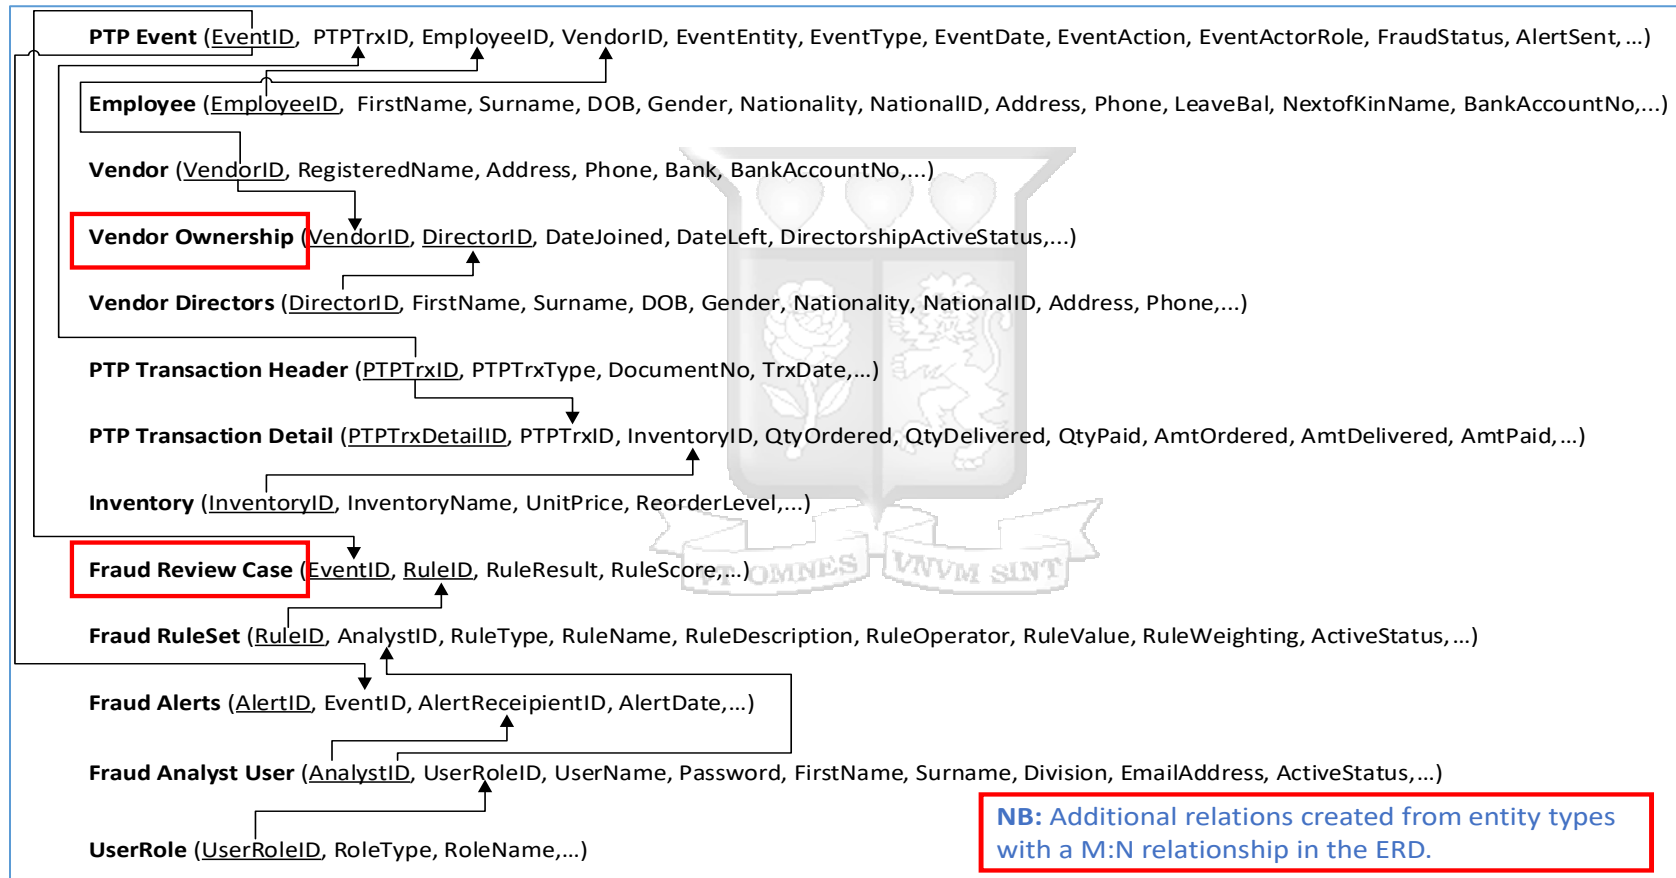 PTP Event (EventID, PTPTrxID, EmployeeID, VendorID, EventEntity, EventType, EventDate, EventAction, EventActorRole, FraudStatus, AlertSent,...)
Employee (EmployeeID, FirstName, Surname, DOB, Gender, Nationality, NationalID, Address, Phone, LeaveBal, NextofKinName, BankAccountNo,...)
Vendor (VendorID, RegisteredName, Address, Phone, Bank, BankAccountNo,...)
Vendor Ownership (VendorID, DirectorID, DateJoined, DateLeft, DirectorshipActiveStatus,...)
Vendor Directors (DirectorID, FirstName, Surname, DOB, Gender, Nationality, NationalID, Address, Phone,...)
PTP Transaction Header (PTPTrxID, PTPTrxType, DocumentNo, TrxDate,...)
PTP Transaction Detail (PTPTrxDetailID, PTPTrxID, InventoryID, QtyOrdered, QtyDelivered, QtyPaid, AmtOrdered, AmtDelivered, AmtPaid,...)
Inventory (InventoryID, InventoryName, UnitPrice, ReorderLevel,...)
Fraud Review Case (EventID, RuleID, RuleResult, RuleScore,...)
VT OMNES VNVM SINT
Fraud RuleSet (RuleID, AnalystID, RuleType, RuleName, RuleDescription, RuleOperator, RuleValue, RuleWeighting, ActiveStatus,...)
Fraud Alerts (AlertID, EventID, AlertReceipientID, AlertDate,...)
Fraud Analyst User (AnalystID, UserRoleID, UserName, Password, FirstName, Surname, Division, EmailAddress, ActiveStatus,...)
UserRole (UserRoleID, RoleType, RoleName,...)
NB: Additional relations created from entity types
with a M:N relationship in the ERD.